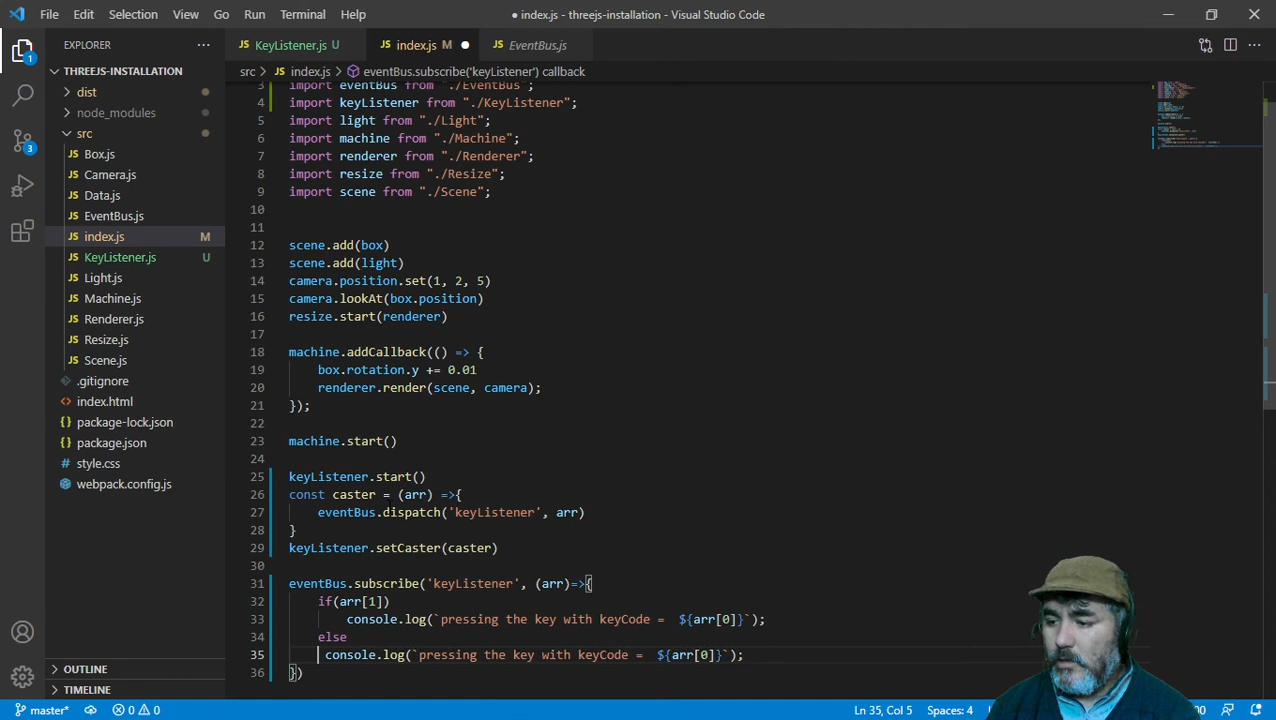 File Edit Selection View Go Run Terminal Help
● index.js - threejs-installation - Visual Studio Code
EXPLORER
JS KeyListener.js U
JS index.js M
JS EventBus.js
src > JS index.js > eventBus.subscribe('keyListener') callback
1
THREEJS-INSTALLATION
dist
node_modules
src
JS Box.js
JS Camera.js
JS Data.js
JS EventBus.js
JS index.js M
JS KeyListener.js U
JS Light.js
JS Machine.js
JS Renderer.js
JS Resize.js
JS Scene.js
.gitignore
index.html
package-lock.json
package.json
style.css
webpack.config.js
3
OUTLINE
TIMELINE
3 import eventBus from "./EventBus";
4 import keyListener from "./KeyListener";
5 import light from "./Light";
6 import machine from "./Machine";
7 import renderer from "./Renderer";
8 import resize from "./Resize";
9 import scene from "./Scene";
10
11
12 scene.add(box)
13 scene.add(light)
14 camera.position.set(1, 2, 5)
15 camera.lookAt(box.position)
16 resize.start(renderer)
17
18 machine.addCallback(() => {
19 box.rotation.y += 0.01
20 renderer.render(scene, camera);
21 });
22
23 machine.start()
24
25 keyListener.start()
26 const caster = (arr) =>{
27 eventBus.dispatch('keyListener', arr)
28 }
29 keyListener.setCaster(caster)
30
31 eventBus.subscribe('keyListener', (arr)=>{
32 if(arr[1])
33 console.log(`pressing the key with keyCode =  ${arr[0]}`);
34 else
35 console.log(`pressing the key with keyCode =  ${arr[0]}`);
36 })
master* 0 0 Ln 35, Col 5 Spaces: 4